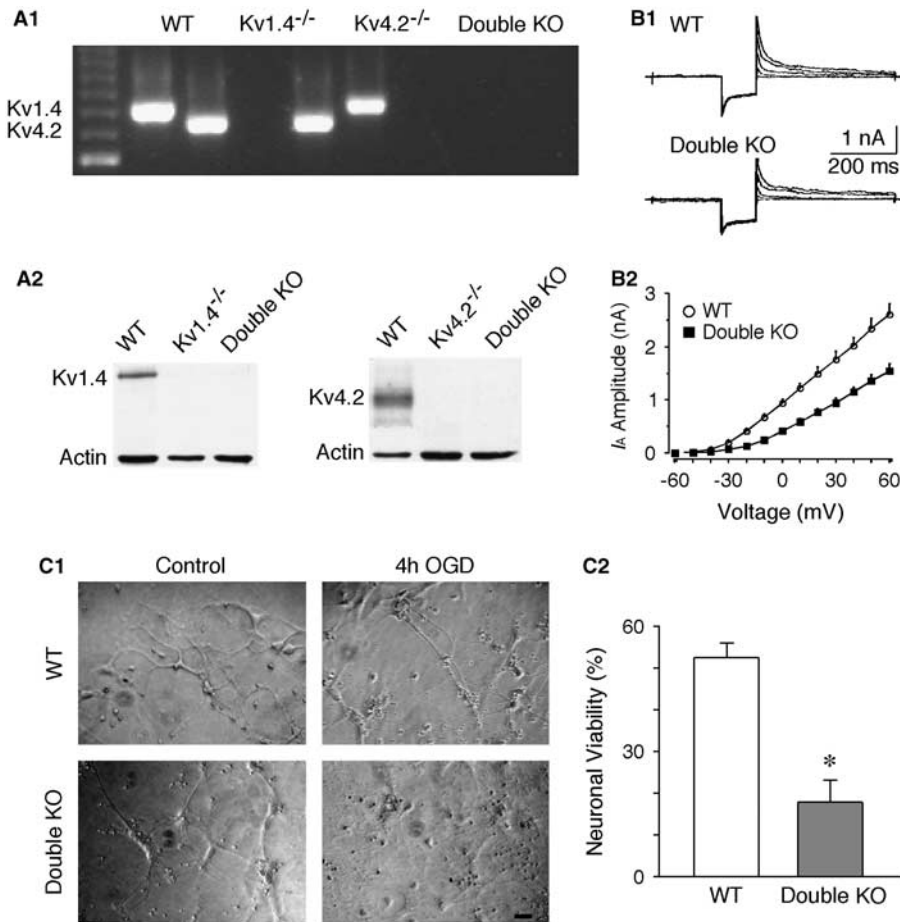 A1
WT Kv1.4-/- Kv4.2-/- Double KO
Kv1.4
Kv4.2
B1
WT
Double KO
1 nA
200 ms
A2
WT
Kv1.4-/-
Double KO
Kv1.4
Actin
WT
Kv4.2-/-
Double KO
Kv4.2
Actin
B2
WT
Double KO
IA Amplitude (nA)
3
2
1
0
-60 -30 0 30 60
Voltage (mV)
C1
Control 4h OGD
WT
Double KO
C2
Neuronal Viability (%)
60
30
0
*
WT Double KO